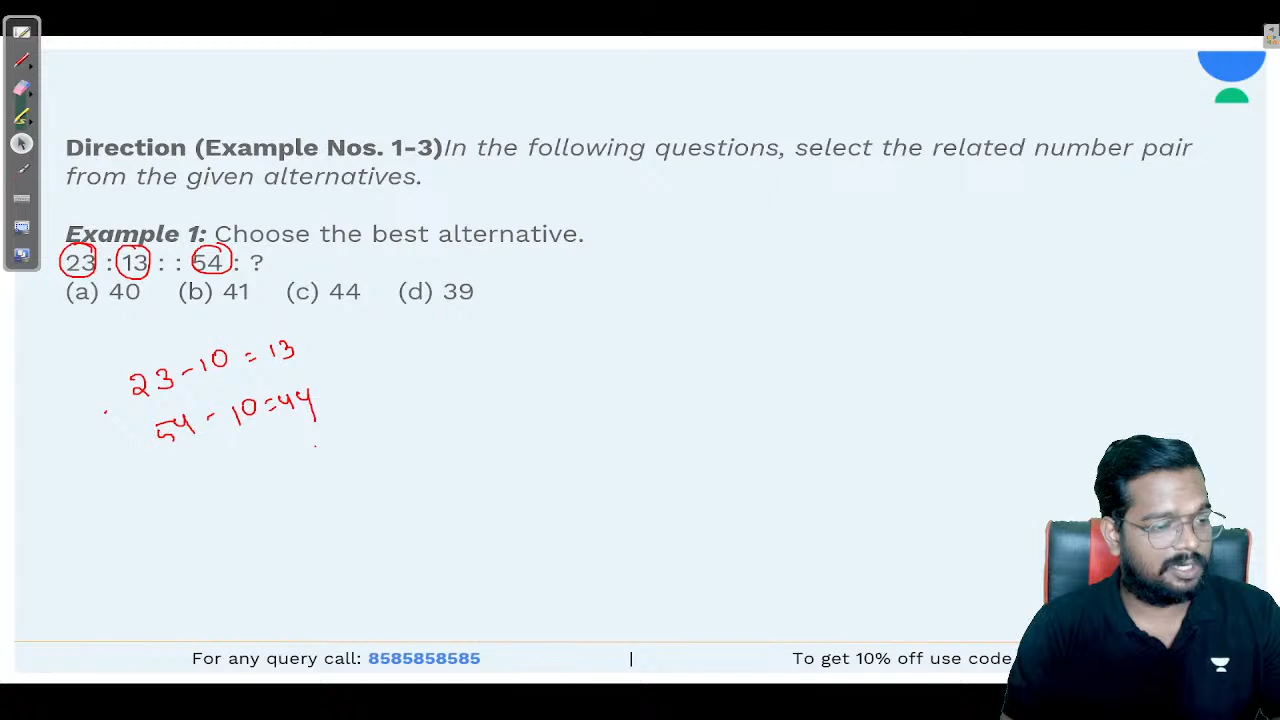 Direction (Example Nos. 1-3)In the following questions, select the related number pair
from the given alternatives.
Example 1: Choose the best alternative.
23 : 13 : : 54 : ?
(a) 40 (b) 41 (c) 44 (d) 39
23 - 10 = 13
54 - 10 = 44
For any query call: 8585858585 | To get 10% off use code